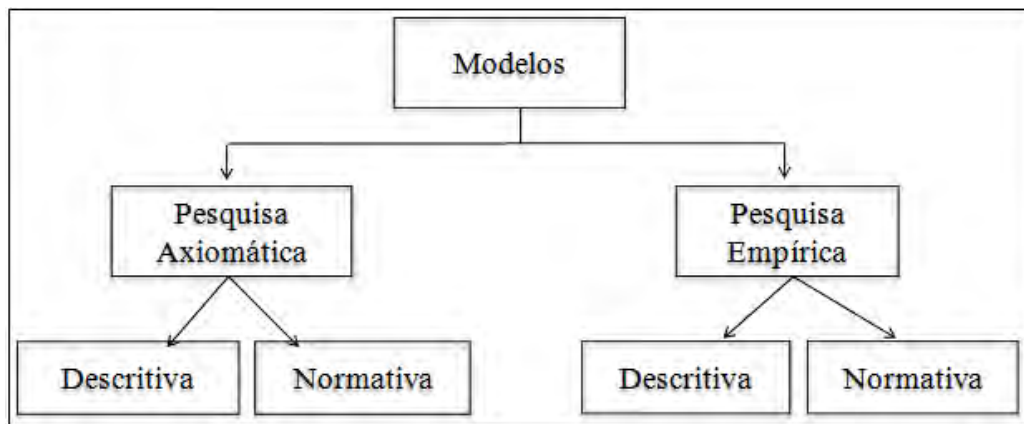 Modelos
Pesquisa
Axiomática
Pesquisa
Empírica
Descritiva
Normativa
Descritiva
Normativa